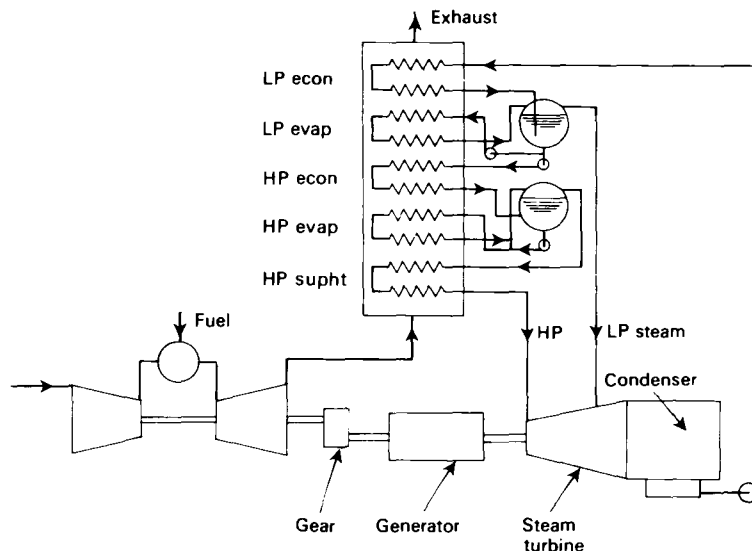 Exhaust
LP econ
LP evap
HP econ
HP evap
HP supht
Fuel
HP
LP steam
Condenser
Gear
Generator
Steam
turbine